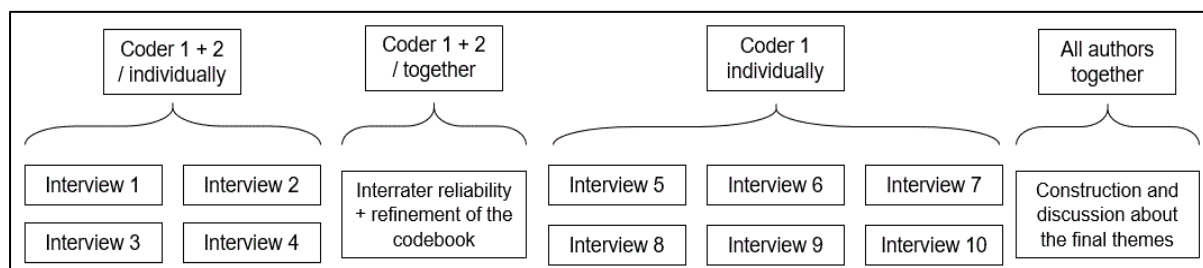 Coder 1 + 2
/ individually
Coder 1 + 2
/ together
Coder 1
individually
All authors
together
Interview 1
Interview 2
Interview 3
Interview 4
Interrater reliability
+ refinement of the
codebook
Interview 5
Interview 6
Interview 7
Interview 8
Interview 9
Interview 10
Construction and
discussion about
the final themes